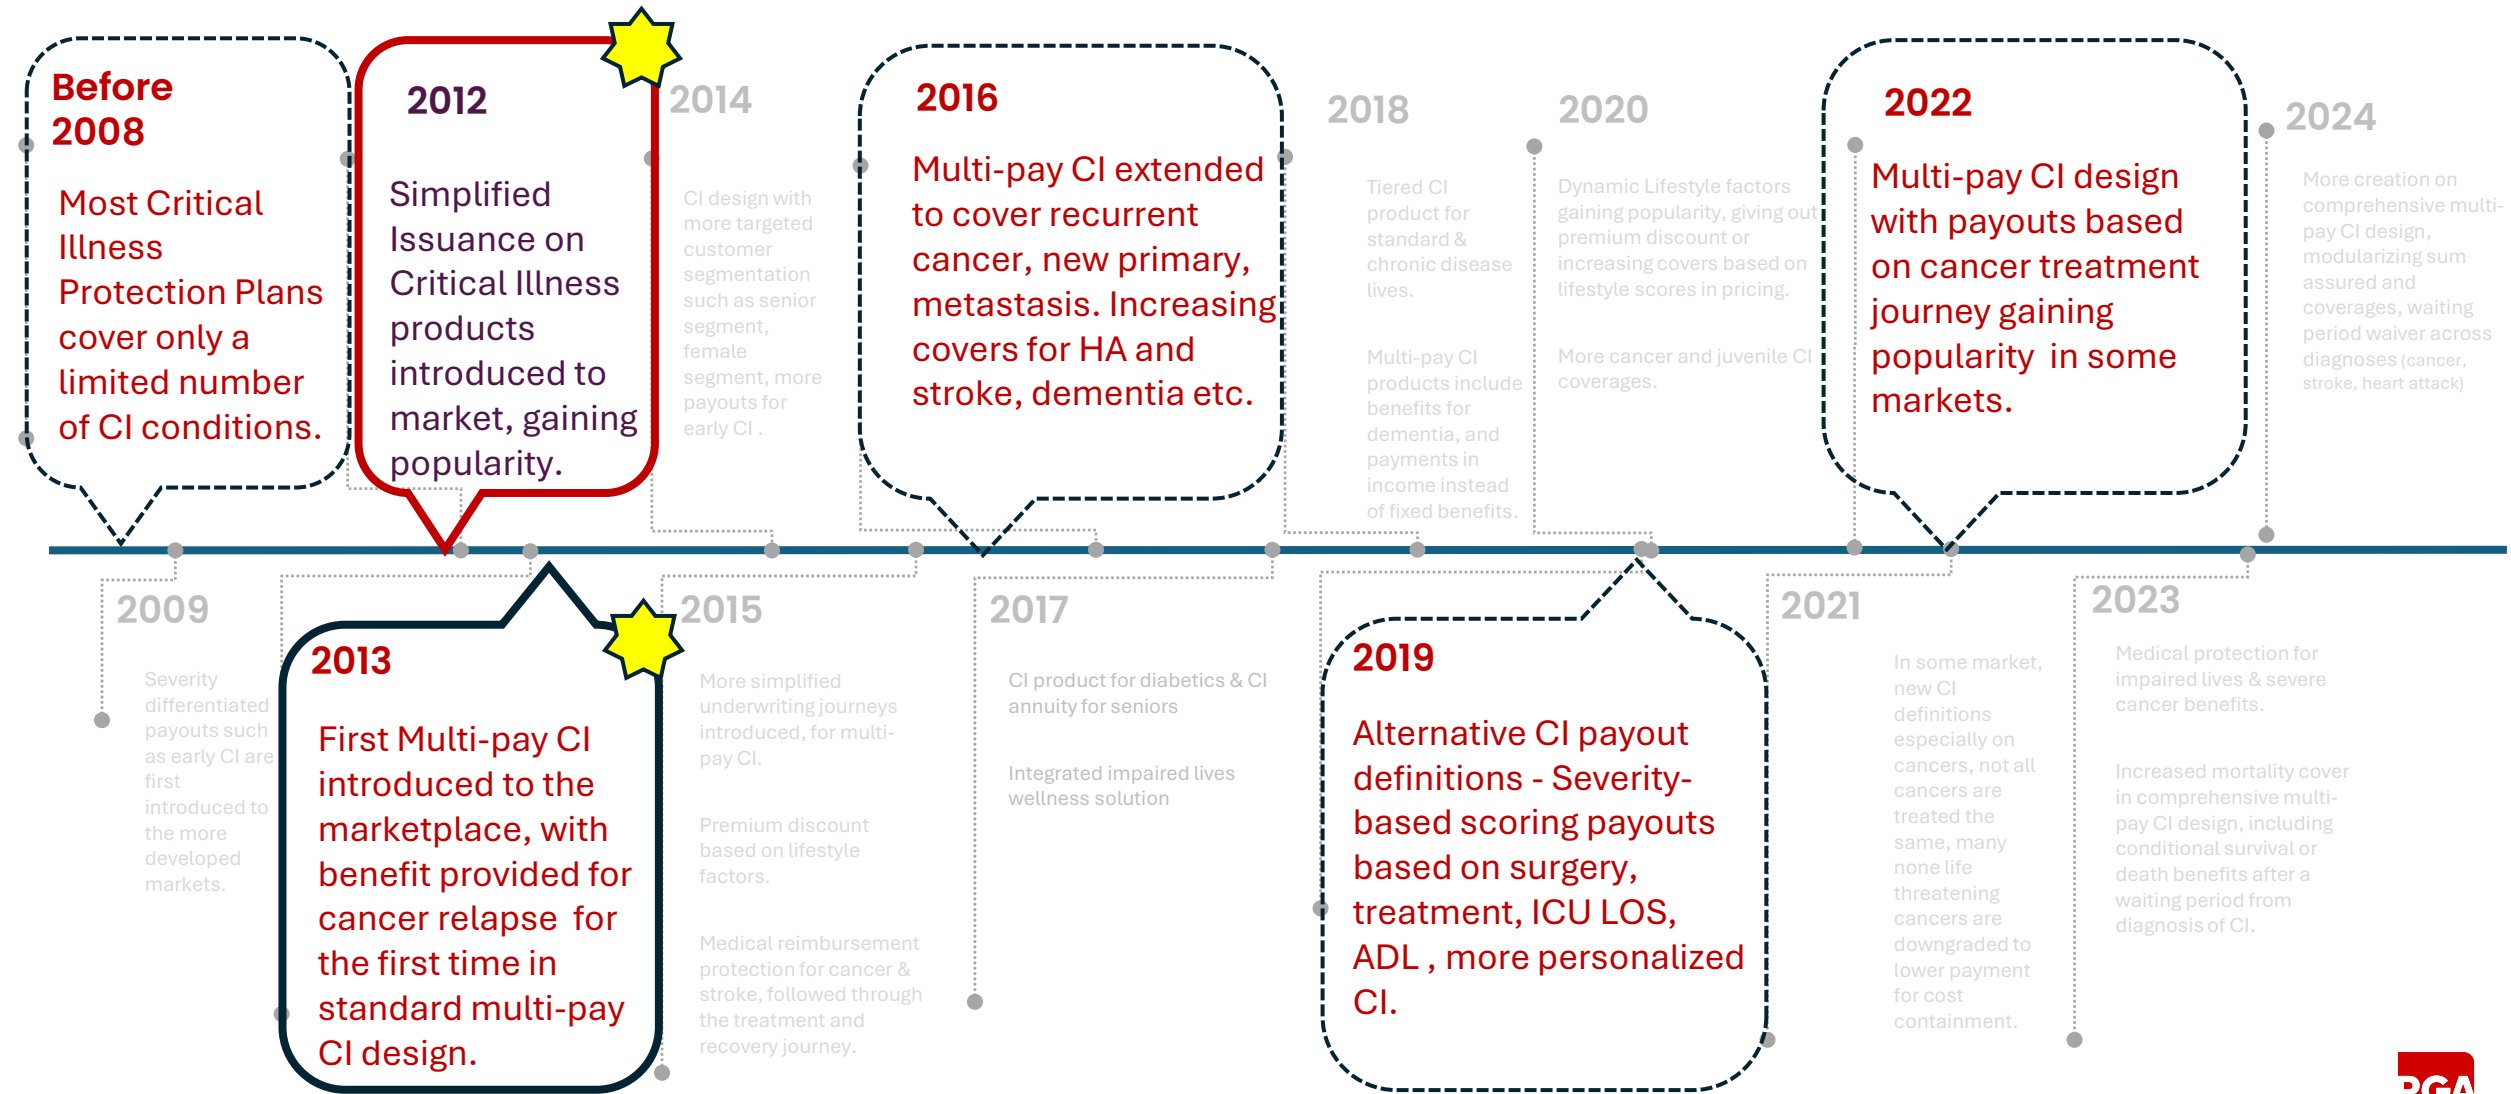 Before
2008
Most Critical
Illness
Protection Plans
cover only a
limited number
of CI conditions.
2012
Simplified
Issuance on
Critical Illness
products
introduced to
market, gaining
popularity.
2014
CI design with
more targeted
customer
segmentation
such as senior
segment,
female
segment, more
payouts for
early CI .
2016
Multi-pay CI extended
to cover recurrent
cancer, new primary,
metastasis. Increasing
covers for HA and
stroke, dementia etc.
2018
Tiered CI
product for
standard &
chronic disease
lives.
Multi-pay CI
products include
benefits for
dementia, and
payments in
income instead
of fixed benefits.
2020
Dynamic Lifestyle factors
gaining popularity, giving out
premium discount or
increasing covers based on
lifestyle scores in pricing.
More cancer and juvenile CI
coverages.
2022
Multi-pay CI design
with payouts based
on cancer treatment
journey gaining
popularity in some
markets.
2024
More creation on
comprehensive multi-
pay CI design,
modularizing sum
assured and
coverages, waiting
period waiver across
diagnoses (cancer,
stroke, heart attack)
2009
Severity
differentiated
payouts such
as early CI are
first
introduced to
the more
developed
markets.
2013
First Multi-pay CI
introduced to the
marketplace, with
benefit provided for
cancer relapse for
the first time in
standard multi-pay
CI design.
2015
More simplified
underwriting journeys
introduced, for multi-
pay CI.
Premium discount
based on lifestyle
factors.
Medical reimbursement
protection for cancer &
stroke, followed through
the treatment and
recovery journey.
2017
CI product for diabetics & CI
annuity for seniors
Integrated impaired lives
wellness solution
2019
Alternative CI payout
definitions - Severity-
based scoring payouts
based on surgery,
treatment, ICU LOS,
ADL , more personalized
CI.
2021
In some market,
new CI
definitions
especially on
cancers, not all
cancers are
treated the
same, many
none life
threatening
cancers are
downgraded to
lower payment
for cost
containment.
2023
Medical protection for
impaired lives & severe
cancer benefits.
Increased mortality cover
in comprehensive multi-
pay CI design, including
conditional survival or
death benefits after a
waiting period from
diagnosis of CI.
RGA